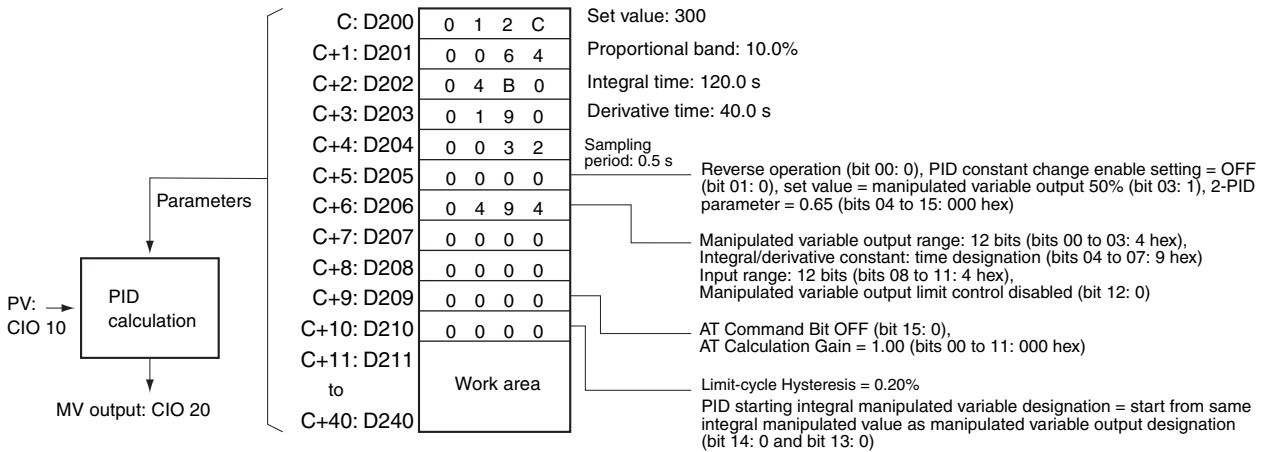 C: D200 0 1 2 C Set value: 300
C+1: D201 0 0 6 4 Proportional band: 10.0%
C+2: D202 0 4 B 0 Integral time: 120.0 s
C+3: D203 0 1 9 0 Derivative time: 40.0 s
C+4: D204 0 0 3 2 Sampling
period: 0.5 s
C+5: D205 0 0 0 0 Reverse operation (bit 00: 0), PID constant change enable setting = OFF
(bit 01: 0), set value = manipulated variable output 50% (bit 03: 1), 2-PID
parameter = 0.65 (bits 04 to 15: 000 hex)
Parameters
C+6: D206 0 4 9 4
C+7: D207 0 0 0 0 Manipulated variable output range: 12 bits (bits 00 to 03: 4 hex),
Integral/derivative constant: time designation (bits 04 to 07: 9 hex)
C+8: D208 0 0 0 0 Input range: 12 bits (bits 08 to 11: 4 hex),
Manipulated variable output limit control disabled (bit 12: 0)
PV:
CIO 10
PID
calculation
C+9: D209 0 0 0 0
C+10: D210 0 0 0 0 AT Command Bit OFF (bit 15: 0),
AT Calculation Gain = 1.00 (bits 00 to 11: 000 hex)
C+11: D211
to
C+40: D240
Work area
Limit-cycle Hysteresis = 0.20%
PID starting integral manipulated variable designation = start from same
integral manipulated value as manipulated variable output designation
(bit 14: 0 and bit 13: 0)
MV output: CIO 20